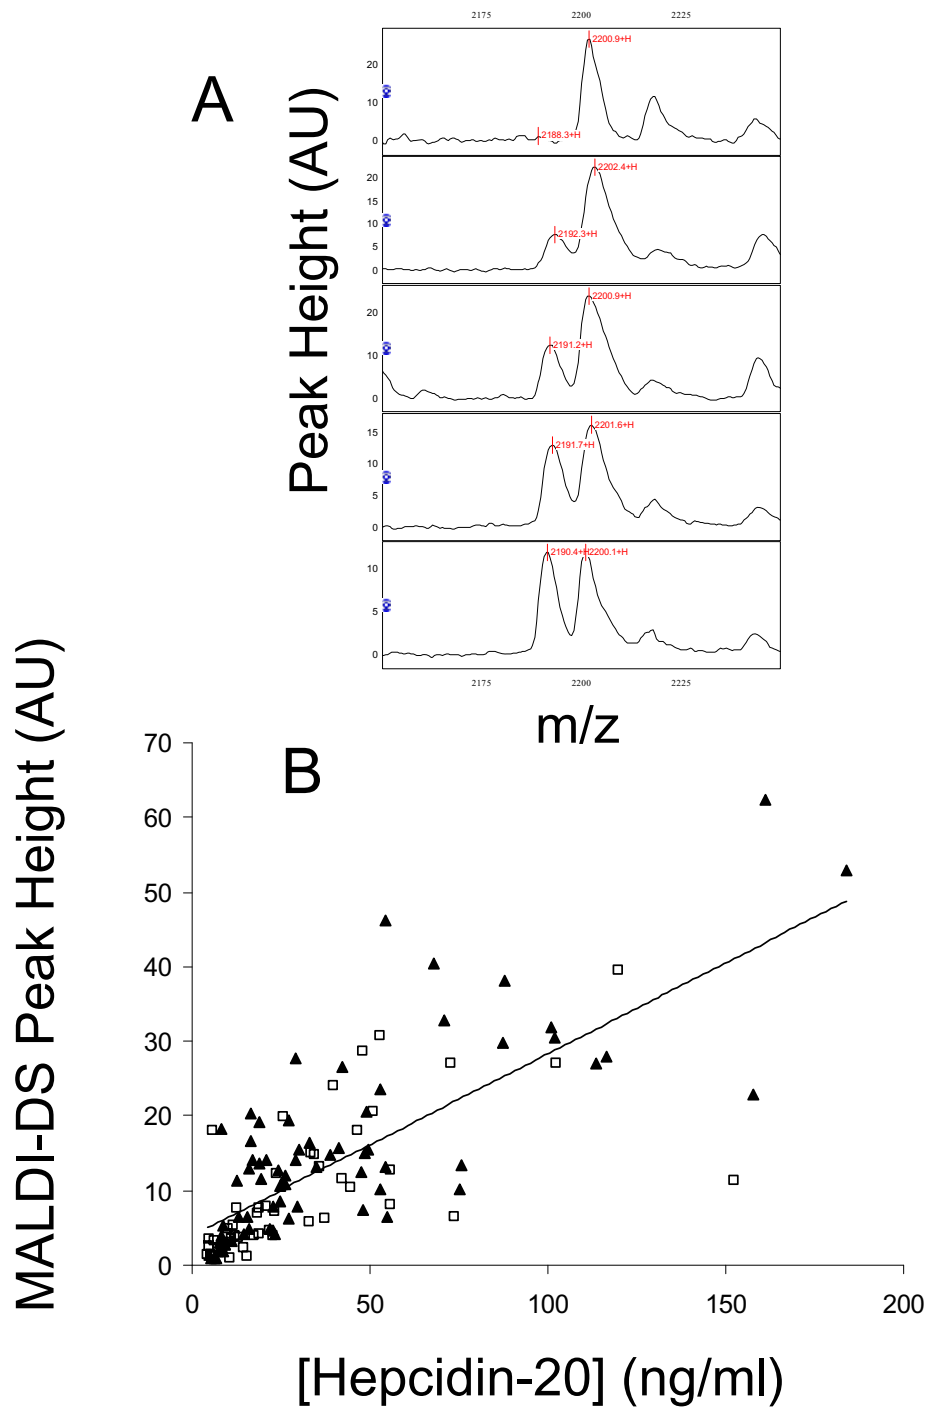 2175 2200 2225
A
Peak Height (AU)
20
10
0
2200.9+H
2188.3+H
20
15
10
5
0
2202.4+H
2192.3+H
20
10
0
2200.9+H
2191.2+H
15
10
5
0
2201.6+H
2191.7+H
10
5
0
2190.4+H
2200.1+H
2175 2200 2225
m/z
B
MALDI-DS Peak Height (AU)
70
60
50
40
30
20
10
0
0 50 100 150 200
[Hepcidin-20] (ng/ml)